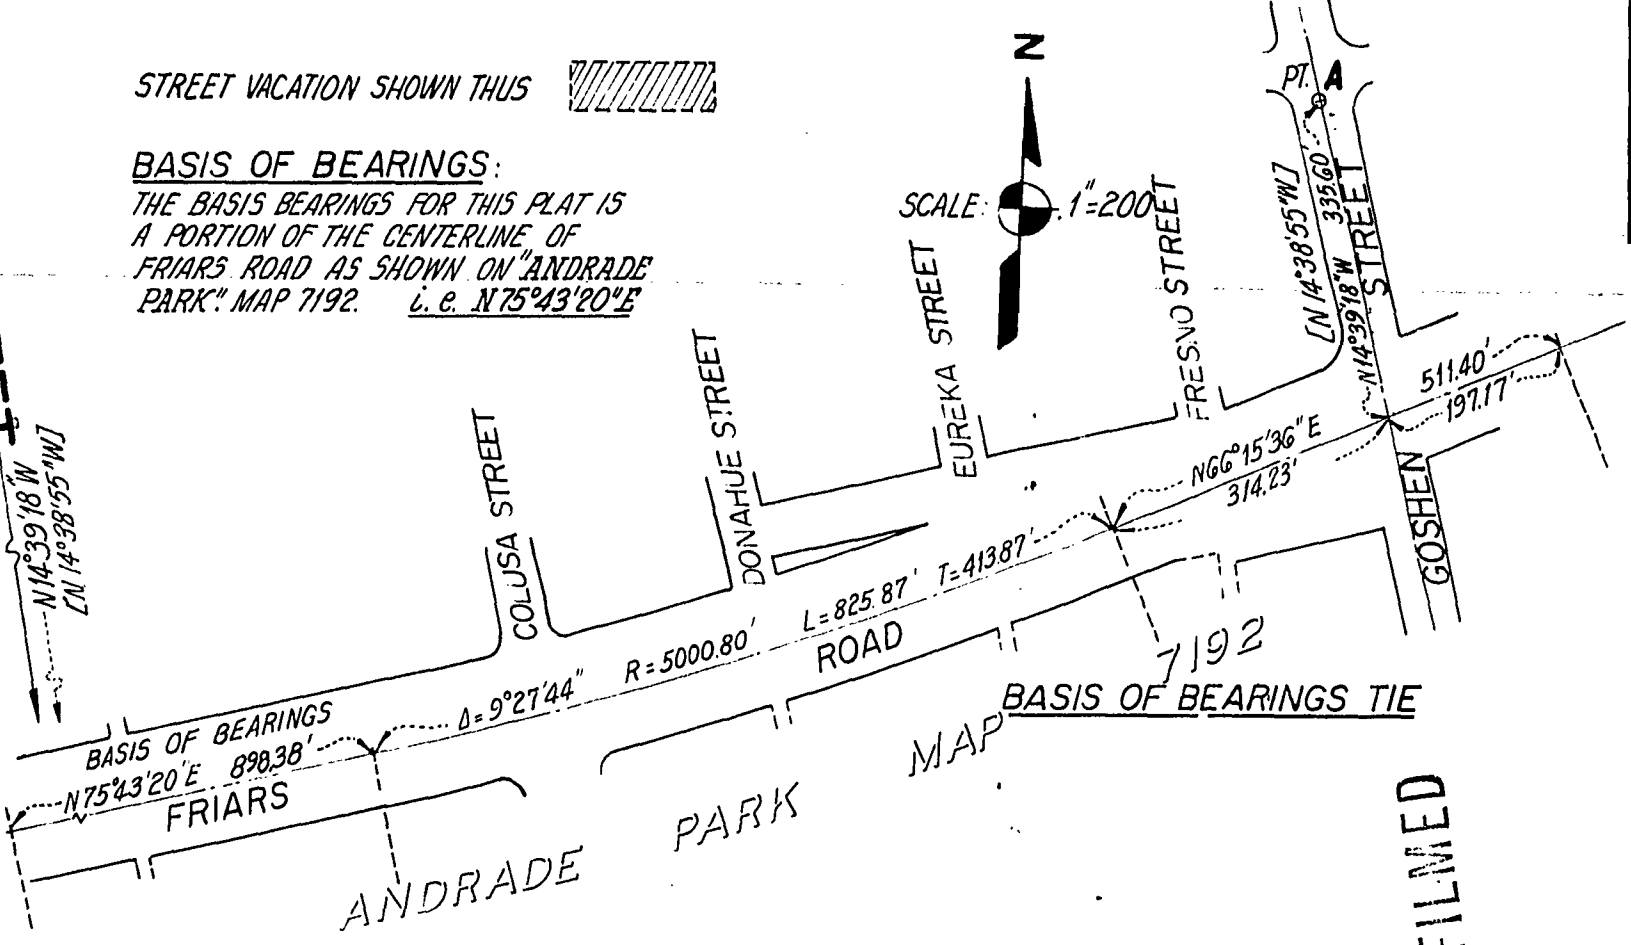 STREET VACATION SHOWN THUS
BASIS OF BEARINGS:
THE BASIS BEARINGS FOR THIS PLAT IS
A PORTION OF THE CENTERLINE OF
FRIARS ROAD AS SHOWN ON "ANDRADE
PARK". MAP 7192. i.e. N75°43'20"E
N
SCALE: 1"=200'
PT. A
335.60'
[N 14°38'55"W]
N14°39'18"W
STREET
FRESNO STREET
EUREKA STREET
DONAHUE STREET
COLUSA STREET
N14°39'18"W
[N 14°38'55"W]
511.40'
197.17'
N66°15'36"E
314.23'
GOSHEN
T=413.87'
L=825.87'
R=5000.80'
Δ=9°27'44"
ROAD
BASIS OF BEARINGS
N75°43'20"E 898.38'
FRIARS
7192
BASIS OF BEARINGS TIE
MAP
PARK
ANDRADE
FILMED